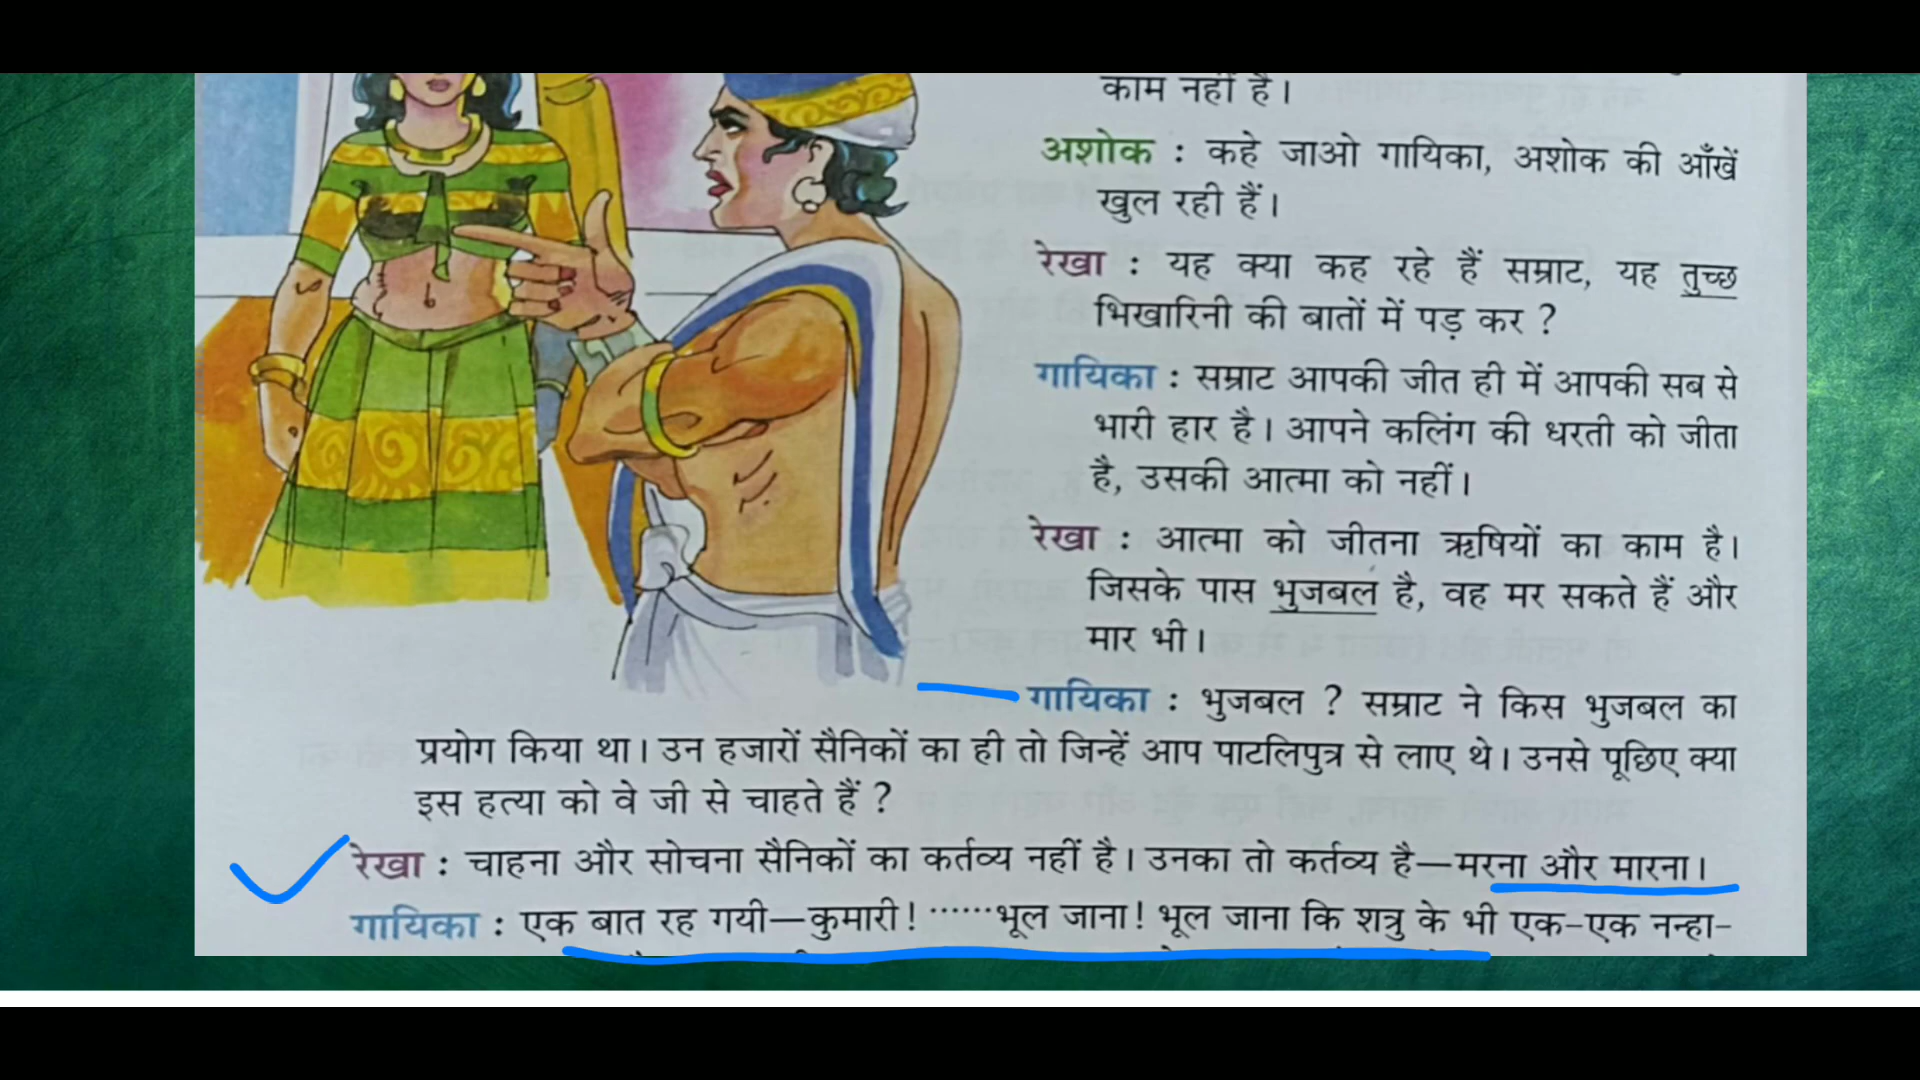 काम नहीं है।
अशोक : कहे जाओ गायिका, अशोक की आँखें
खुल रही हैं।
रेखा : यह क्या कह रहे हैं सम्राट, यह तुच्छ
भिखारिनी की बातों में पड़ कर ?
गायिका : सम्राट आपकी जीत ही में आपकी सब से
भारी हार है। आपने कलिंग की धरती को जीता
है, उसकी आत्मा को नहीं।
रेखा : आत्मा को जीतना ऋषियों का काम है।
जिसके पास भुजबल है, वह मर सकते हैं और
मार भी।
गायिका : भुजबल ? सम्राट ने किस भुजबल का
प्रयोग किया था। उन हजारों सैनिकों का ही तो जिन्हें आप पाटलिपुत्र से लाए थे। उनसे पूछिए क्या
इस हत्या को वे जी से चाहते हैं ?
रेखा : चाहना और सोचना सैनिकों का कर्तव्य नहीं है। उनका तो कर्तव्य है—मरना और मारना।
गायिका : एक बात रह गयी—कुमारी! ······भूल जाना! भूल जाना कि शत्रु के भी एक-एक नन्हा-